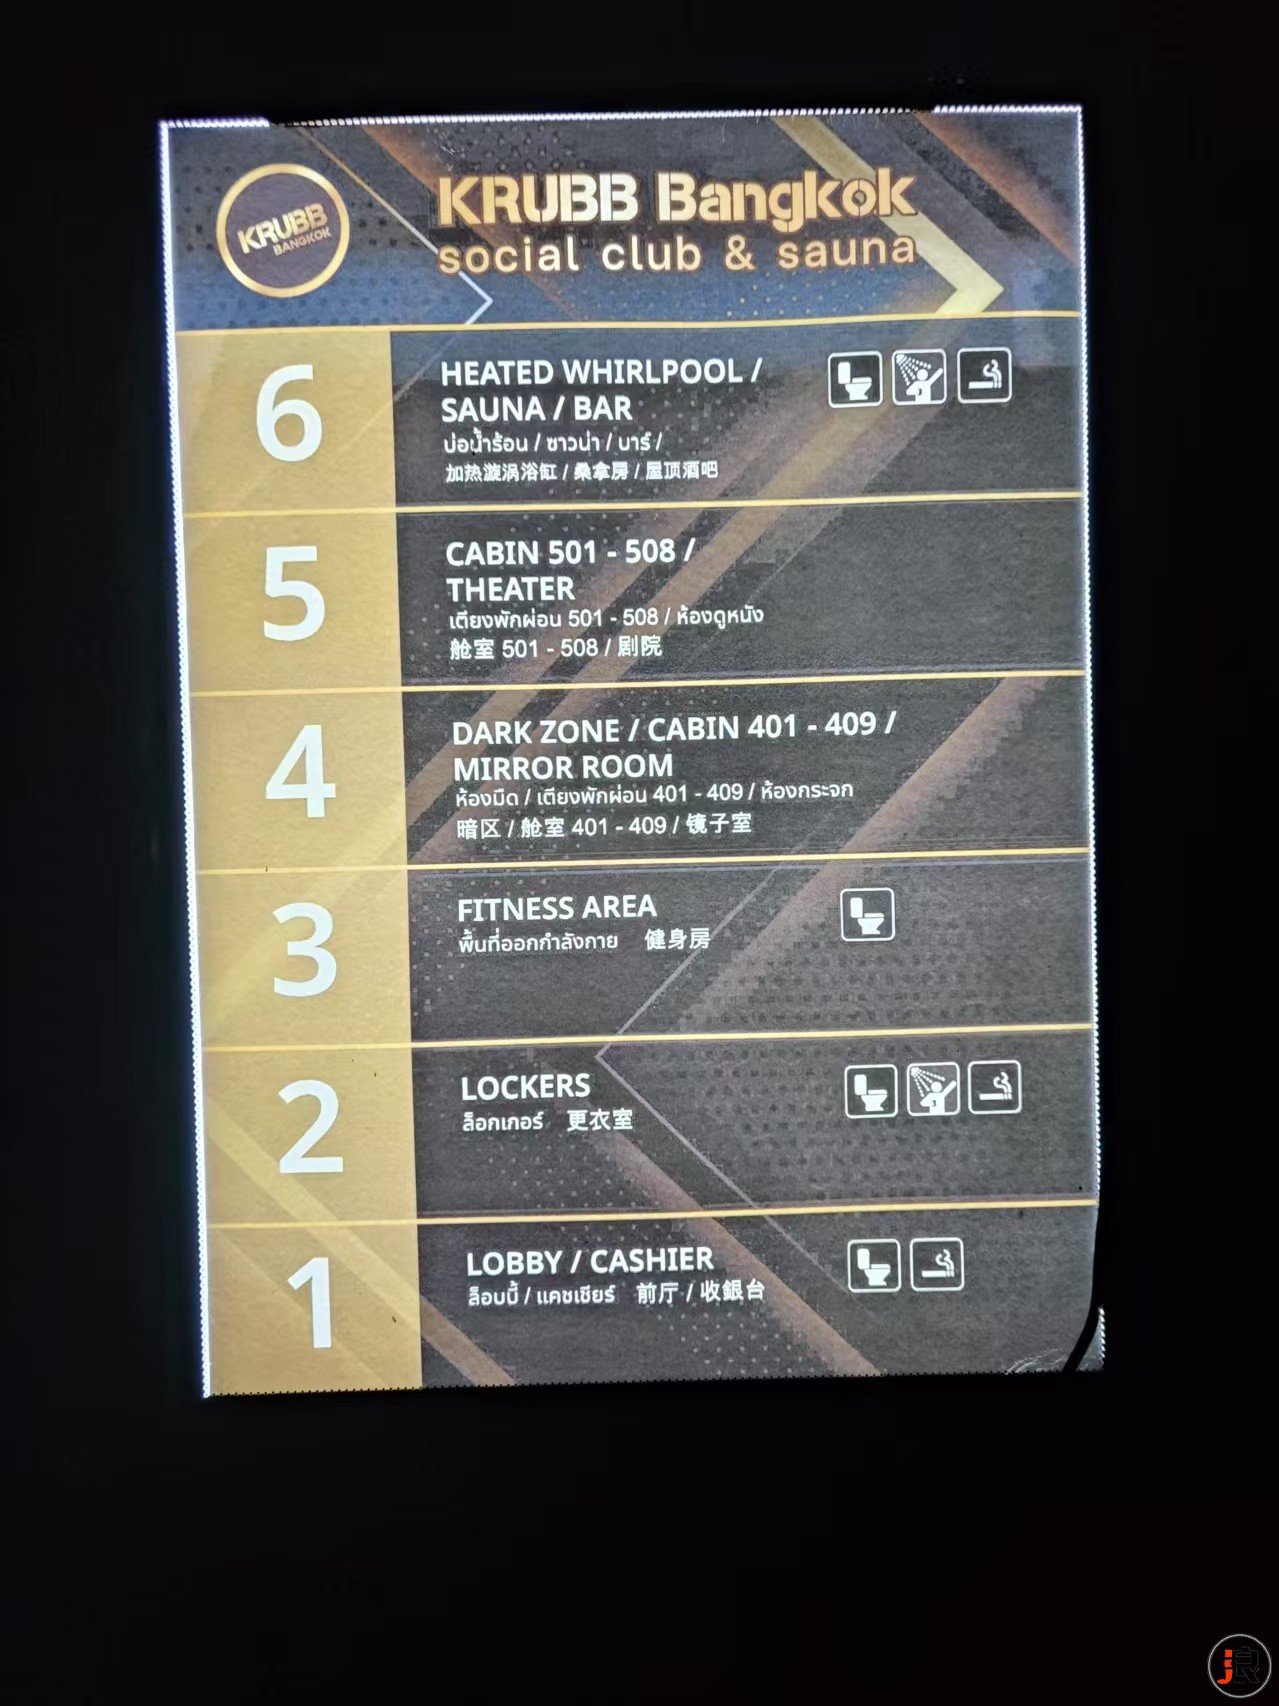 KRUBB
BANGKOK
KRUBB Bangkok
social club & sauna
6
HEATED WHIRLPOOL /
SAUNA / BAR
บ่อน้ำร้อน / ซาวน่า / บาร์ /
加热漩涡浴缸 / 桑拿房 / 屋顶酒吧
5
CABIN 501 - 508 /
THEATER
เตียงพักผ่อน 501 - 508 / ห้องดูหนัง
舱室 501 - 508 / 剧院
4
DARK ZONE / CABIN 401 - 409 /
MIRROR ROOM
ห้องมืด / เตียงพักผ่อน 401 - 409 / ห้องกระจก
暗区 / 舱室 401 - 409 / 镜子室
3
FITNESS AREA
พื้นที่ออกกำลังกาย 健身房
2
LOCKERS
ล็อกเกอร์ 更衣室
1
LOBBY / CASHIER
ล็อบบี้ / แคชเชียร์ 前厅 / 收銀台